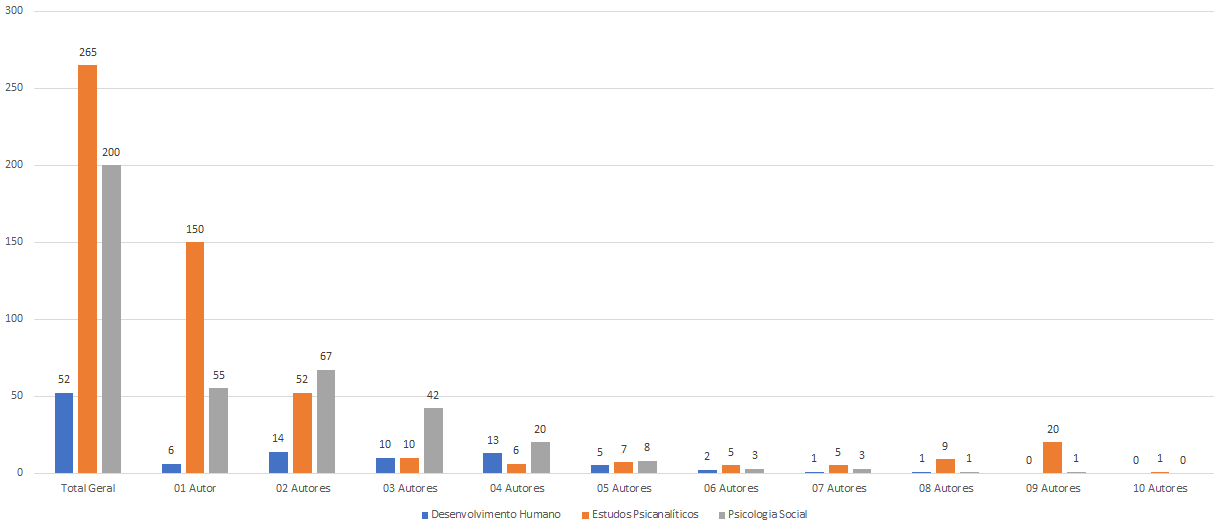 300
250
200
150
100
50
0
52 265 200
6 150 55
14 52 67
10 10 42
13 6 20
5 7 8
2 5 3
1 5 3
1 9 1
0 20 1
0 1 0
Total Geral 01 Autor 02 Autores 03 Autores 04 Autores 05 Autores 06 Autores 07 Autores 08 Autores 09 Autores 10 Autores
Desenvolvimento Humano Estudos Psicanalíticos Psicologia Social